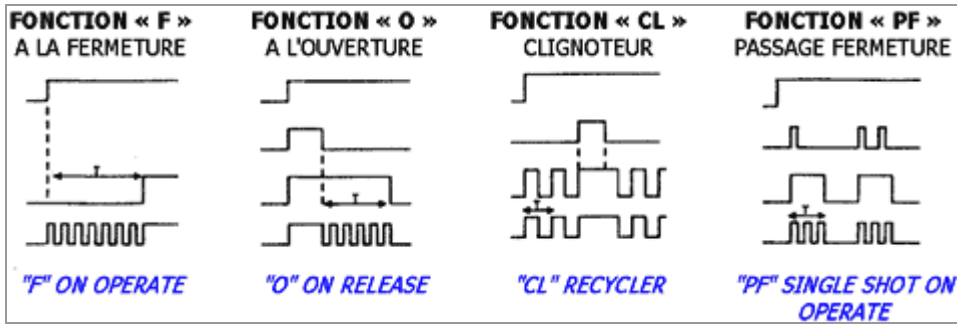 FONCTION « F »
A LA FERMETURE
T
"F" ON OPERATE
FONCTION « O »
A L'OUVERTURE
T
"O" ON RELEASE
FONCTION « CL »
CLIGNOTEUR
T
"CL" RECYCLER
FONCTION « PF »
PASSAGE FERMETURE
T
"PF" SINGLE SHOT ON
OPERATE